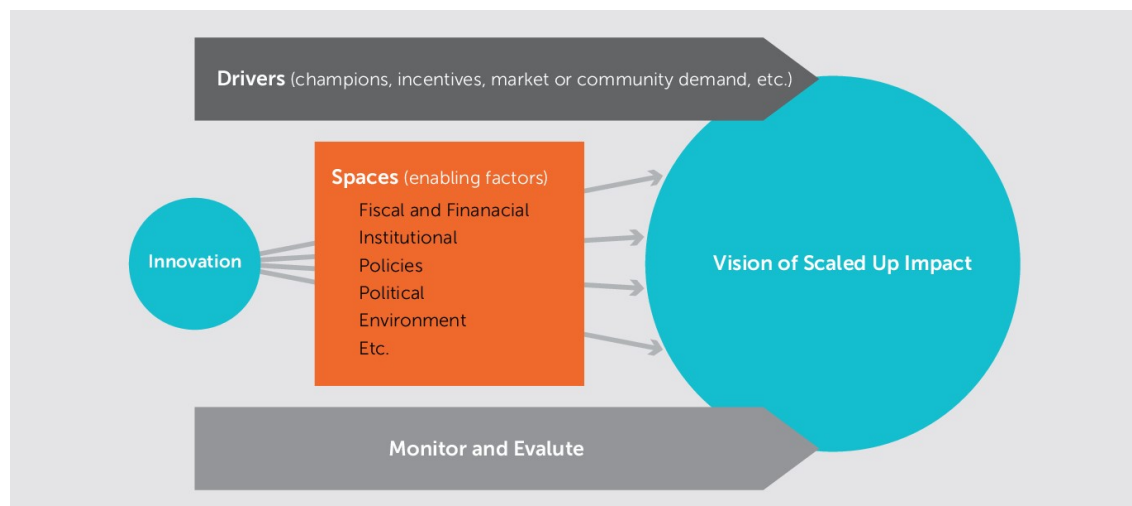 Drivers (champions, incentives, market or community demand, etc.)
Spaces (enabling factors)
Fiscal and Finanacial
Institutional
Policies
Political
Environment
Etc.
Innovation
Vision of Scaled Up Impact
Monitor and Evalute